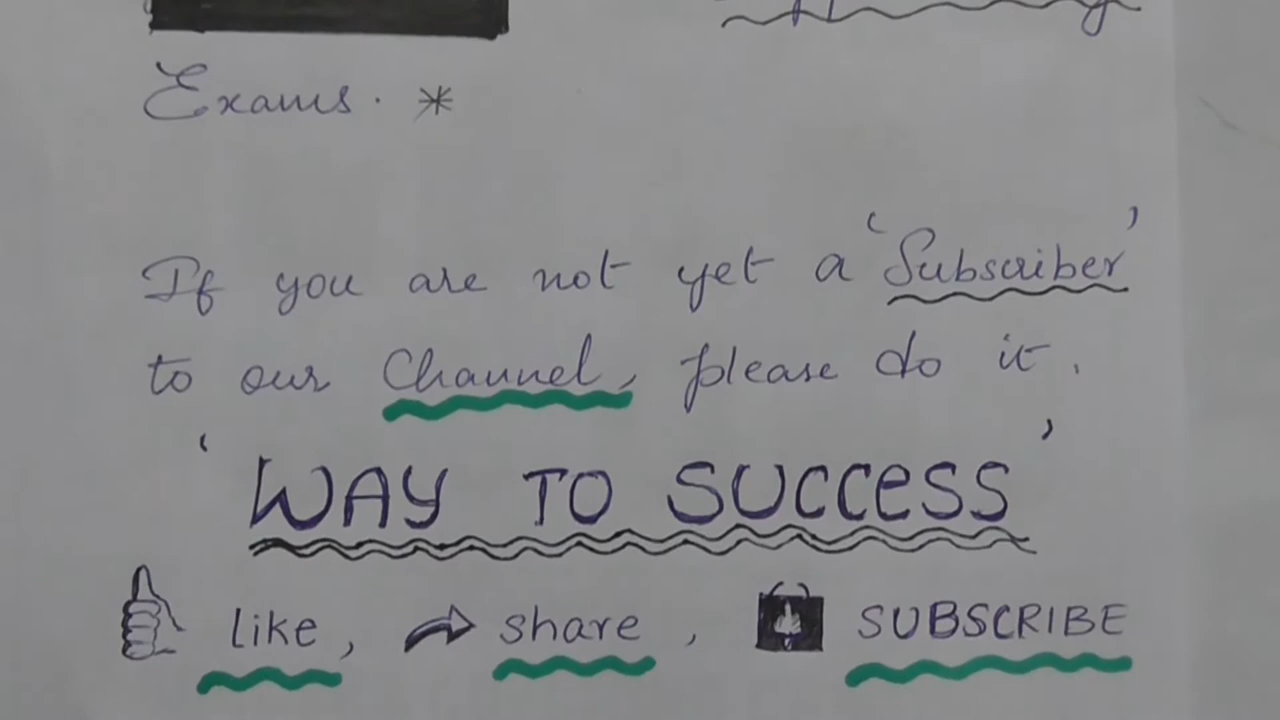 Exams. *
If you are not yet a 'Subscriber'
to our Channel, please do it.
'WAY TO SUCCESS'
like, share, SUBSCRIBE